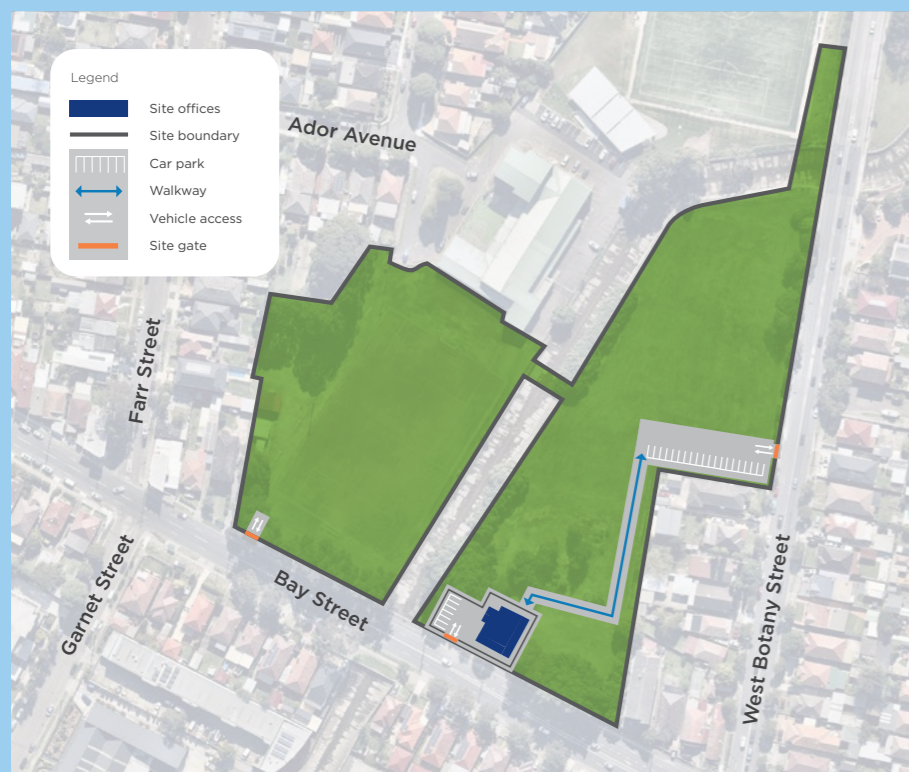 Legend
Site offices
Site boundary
Car park
Walkway
Vehicle access
Site gate
Ador Avenue
Farr Street
Garnet Street
Bay Street
West Botany Street